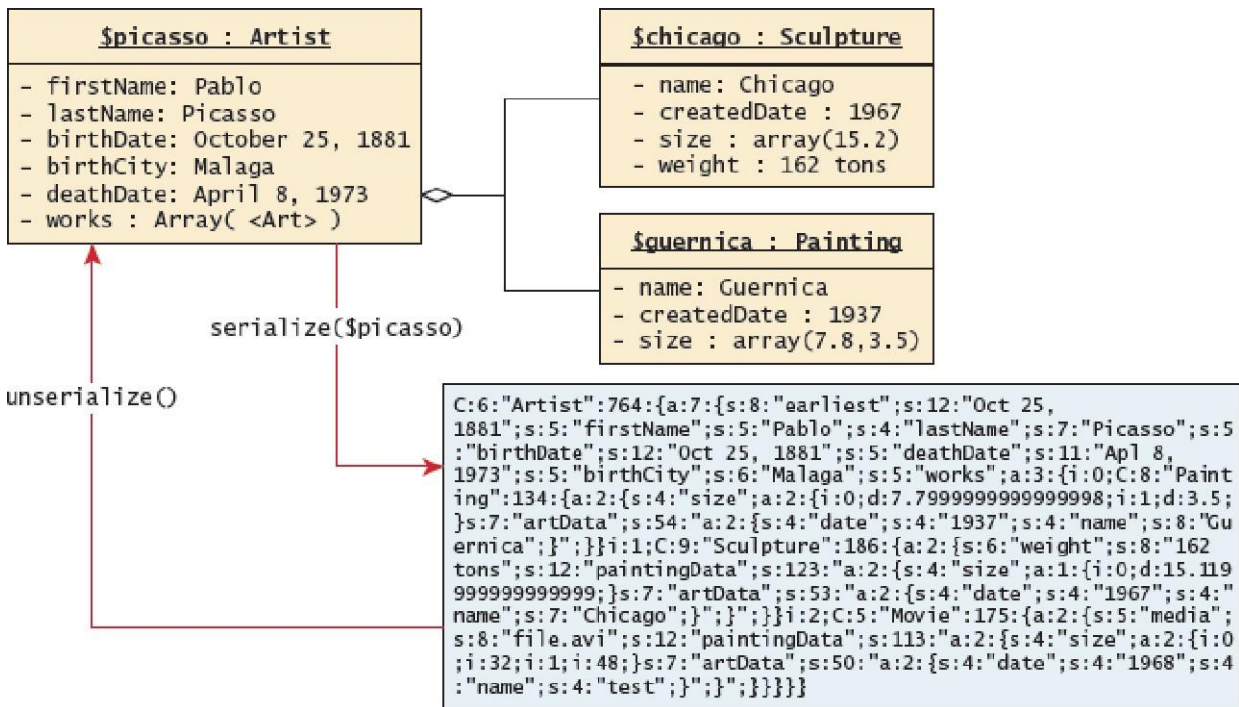 $picasso : Artist
- firstName: Pablo
- lastName: Picasso
- birthDate: October 25, 1881
- birthCity: Malaga
- deathDate: April 8, 1973
- works : Array( <Art> )
$chicago : Sculpture
- name: Chicago
- createdDate : 1967
- size : array(15.2)
- weight : 162 tons
$guernica : Painting
- name: Guernica
- createdDate : 1937
- size : array(7.8,3.5)
serialize($picasso)
unserialize()
C:6:"Artist":764:{a:7:{s:8:"earliest";s:12:"Oct 25,
1881";s:5:"firstName";s:5:"Pablo";s:4:"lastName";s:7:"Picasso";s:5
:"birthDate";s:12:"Oct 25, 1881";s:5:"deathDate";s:11:"Apl 8,
1973";s:5:"birthCity";s:6:"Malaga";s:5:"works";a:3:{i:0;C:8:"Paint
ing":134:{a:2:{s:4:"size";a:2:{i:0;d:7.7999999999999998;i:1;d:3.5;
}s:7:"artData";s:54:"a:2:{s:4:"date";s:4:"1937";s:4:"name";s:8:"Gu
ernica";}";}}i:1;C:9:"Sculpture":186:{a:2:{s:6:"weight";s:8:"162
tons";s:12:"paintingData";s:123:"a:2:{s:4:"size";a:1:{i:0;d:15.119
999999999999;}s:7:"artData";s:53:"a:2:{s:4:"date";s:4:"1967";s:4:"
name";s:7:"Chicago";}";}";}}i:2;C:5:"Movie":175:{a:2:{s:5:"media";
s:8:"file.avi";s:12:"paintingData";s:113:"a:2:{s:4:"size";a:2:{i:0
;i:32;i:1;i:48;}s:7:"artData";s:50:"a:2:{s:4:"date";s:4:"1968";s:4
:"name";s:4:"test";}";}";}}}}}